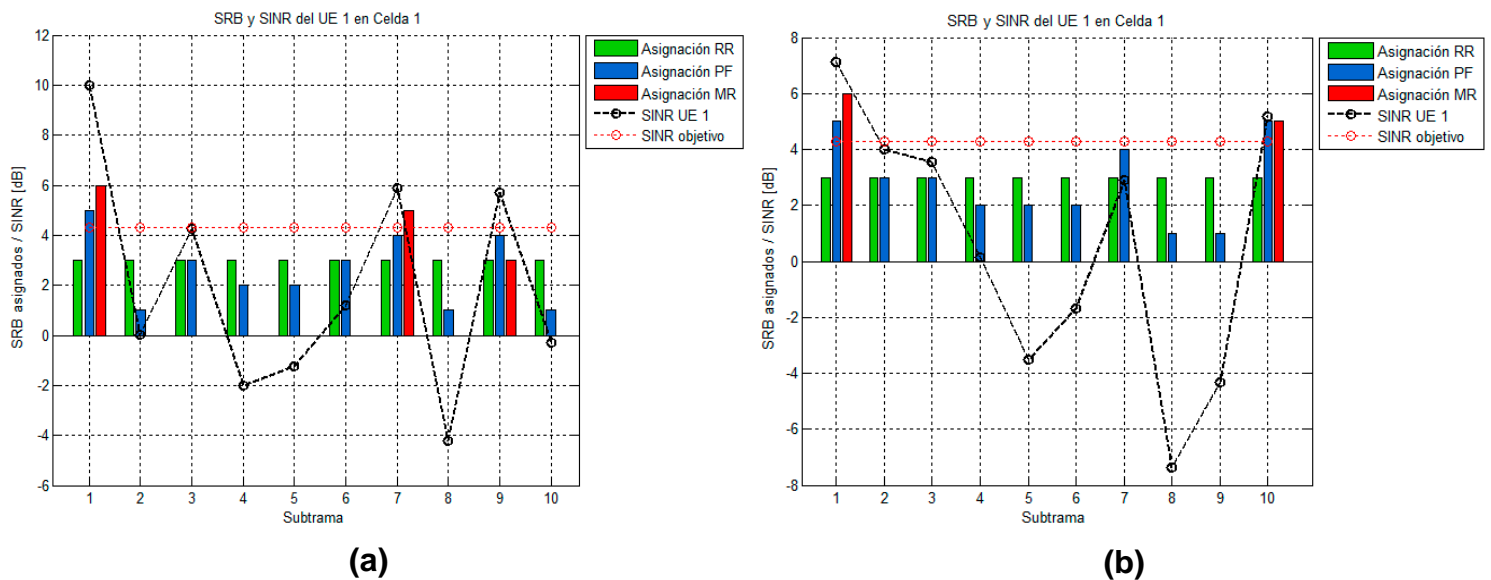 SRB y SINR del UE 1 en Celda 1
12
10
8
6
4
2
0
-2
-4
-6
SRB asignados / SINR [dB]
1 2 3 4 5 6 7 8 9 10
Subtrama
Asignación RR
Asignación PF
Asignación MR
SINR UE 1
SINR objetivo
(a)
SRB y SINR del UE 1 en Celda 1
8
6
4
2
0
-2
-4
-6
-8
SRB asignados / SINR [dB]
1 2 3 4 5 6 7 8 9 10
Subtrama
Asignación RR
Asignación PF
Asignación MR
SINR UE 1
SINR objetivo
(b)